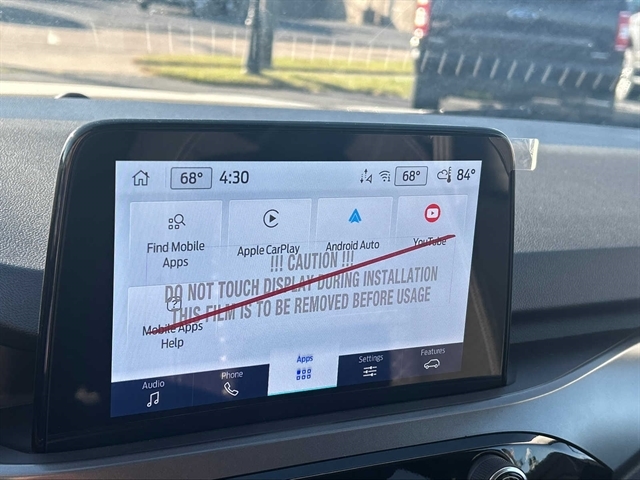 68° 4:30 68° 84°
Find Mobile Apps
Apple CarPlay
Android Auto
YouTube
!!! CAUTION !!!
DO NOT TOUCH DISPLAY DURING INSTALLATION
THIS FILM IS TO BE REMOVED BEFORE USAGE
Mobile Apps
Help
Audio
Phone
Apps
Settings
Features